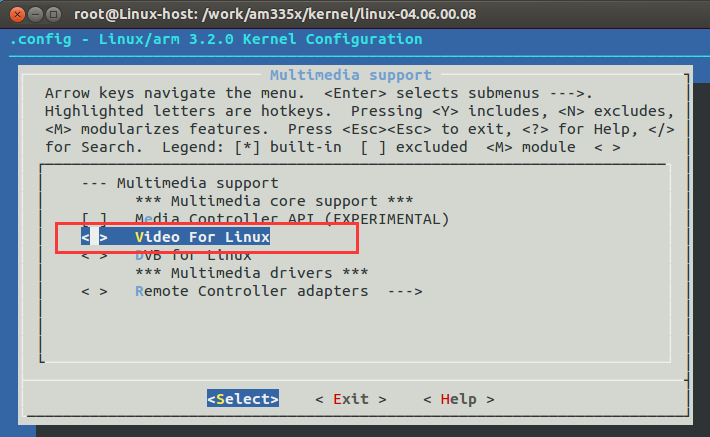 root@Linux-host: /work/am335x/kernel/linux-04.06.00.08
.config - Linux/arm 3.2.0 Kernel Configuration
Multimedia support
Arrow keys navigate the menu. <Enter> selects submenus --->.
Highlighted letters are hotkeys. Pressing <Y> includes, <N> excludes,
<M> modularizes features. Press <Esc><Esc> to exit, <?> for Help, </>
for Search. Legend: [*] built-in [ ] excluded <M> module < >
--- Multimedia support
*** Multimedia core support ***
[ ] Media Controller API (EXPERIMENTAL)
< > Video For Linux
< > DVB for Linux
*** Multimedia drivers ***
< > Remote Controller adapters --->
<Select> < Exit > < Help >